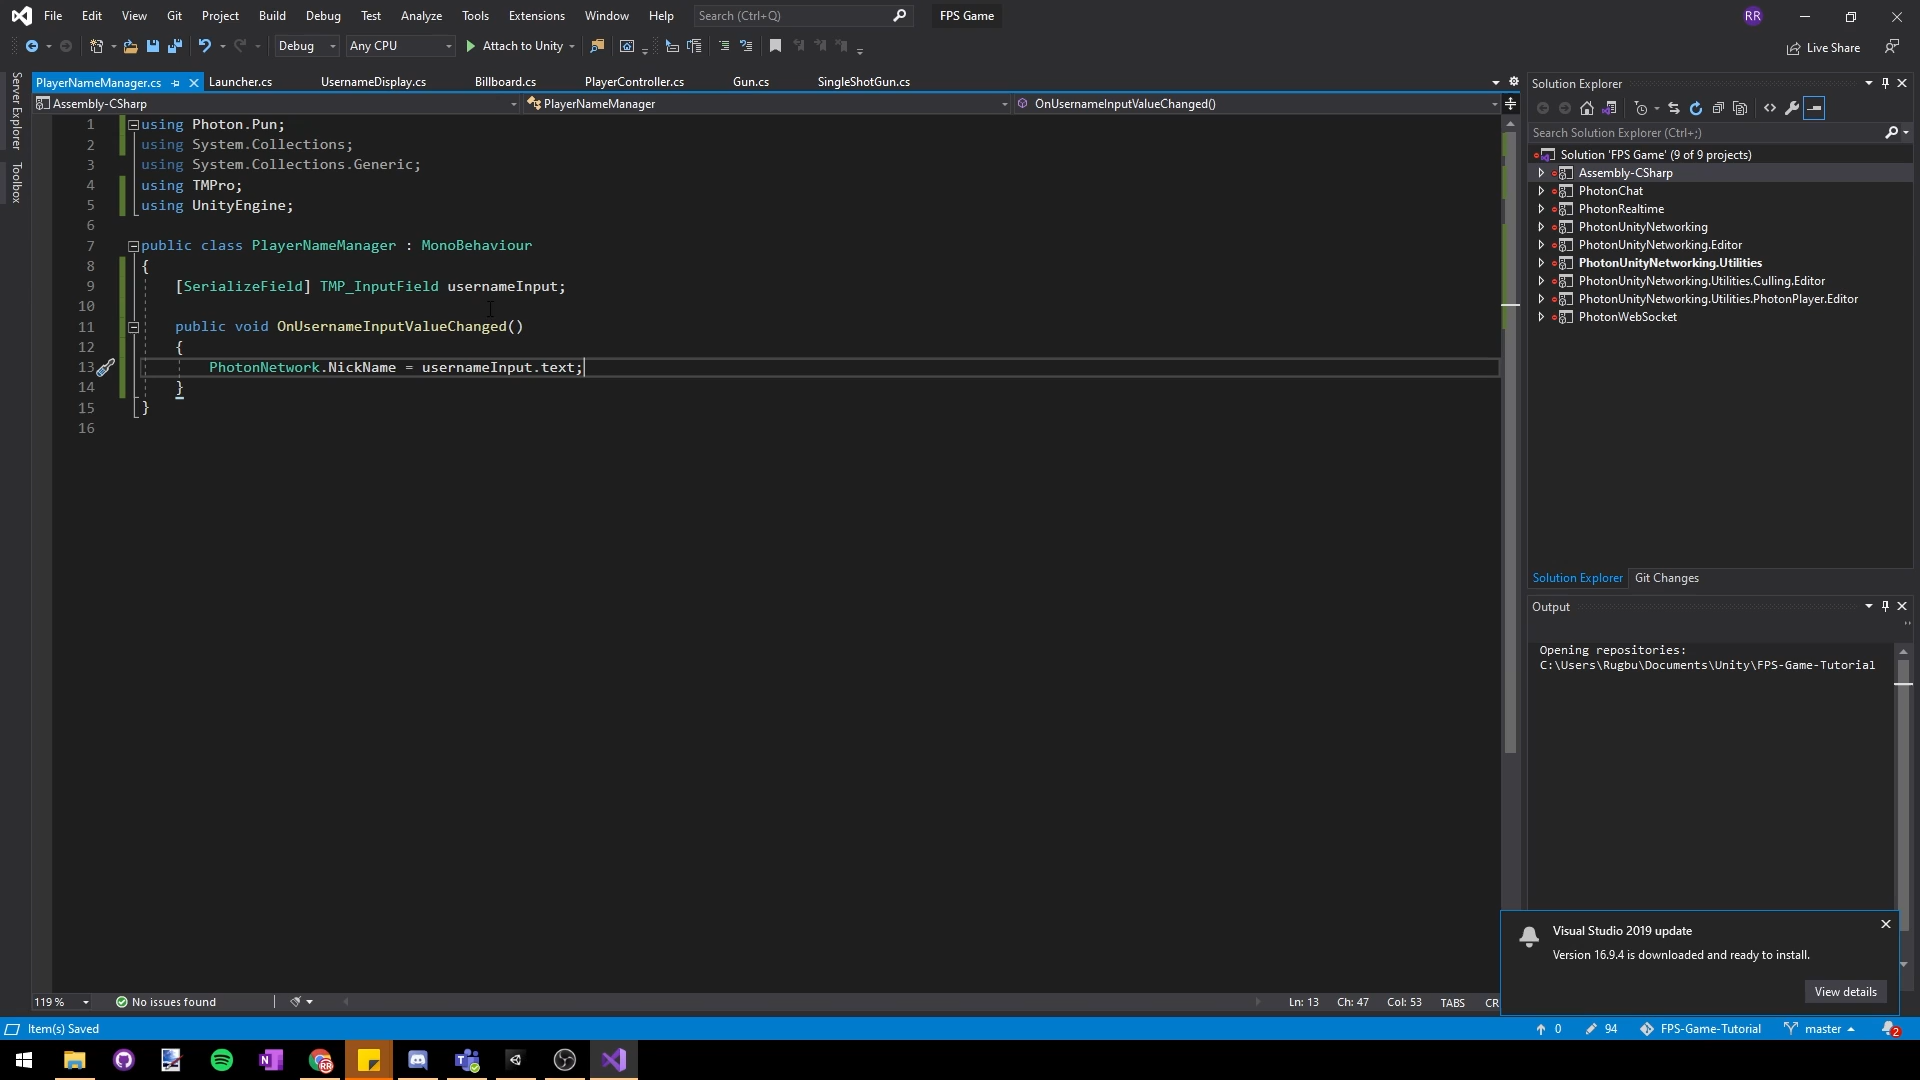 File Edit View Git Project Build Debug Test Analyze Tools Extensions Window Help Search (Ctrl+Q) FPS Game RR
Debug Any CPU Attach to Unity Live Share
PlayerNameManager.cs Launcher.cs UsernameDisplay.cs Billboard.cs PlayerController.cs Gun.cs SingleShotGun.cs
Assembly-CSharp PlayerNameManager OnUsernameInputValueChanged()
Server Explorer
Toolbox
1 using Photon.Pun;
2 using System.Collections;
3 using System.Collections.Generic;
4 using TMPro;
5 using UnityEngine;
6
7 public class PlayerNameManager : MonoBehaviour
8 {
9 [SerializeField] TMP_InputField usernameInput;
10
11 public void OnUsernameInputValueChanged()
12 {
13 PhotonNetwork.NickName = usernameInput.text;
14 }
15 }
16
Solution Explorer
Search Solution Explorer (Ctrl+;)
Solution 'FPS Game' (9 of 9 projects)
Assembly-CSharp
PhotonChat
PhotonRealtime
PhotonUnityNetworking
PhotonUnityNetworking.Editor
PhotonUnityNetworking.Utilities
PhotonUnityNetworking.Utilities.Culling.Editor
PhotonUnityNetworking.Utilities.PhotonPlayer.Editor
PhotonWebSocket
Solution Explorer Git Changes
Output
Opening repositories:
C:\Users\Rugbu\Documents\Unity\FPS-Game-Tutorial
Visual Studio 2019 update
Version 16.9.4 is downloaded and ready to install.
View details
119 % No issues found Ln: 13 Ch: 47 Col: 53 TABS CR
Item(s) Saved 0 94 FPS-Game-Tutorial master 2